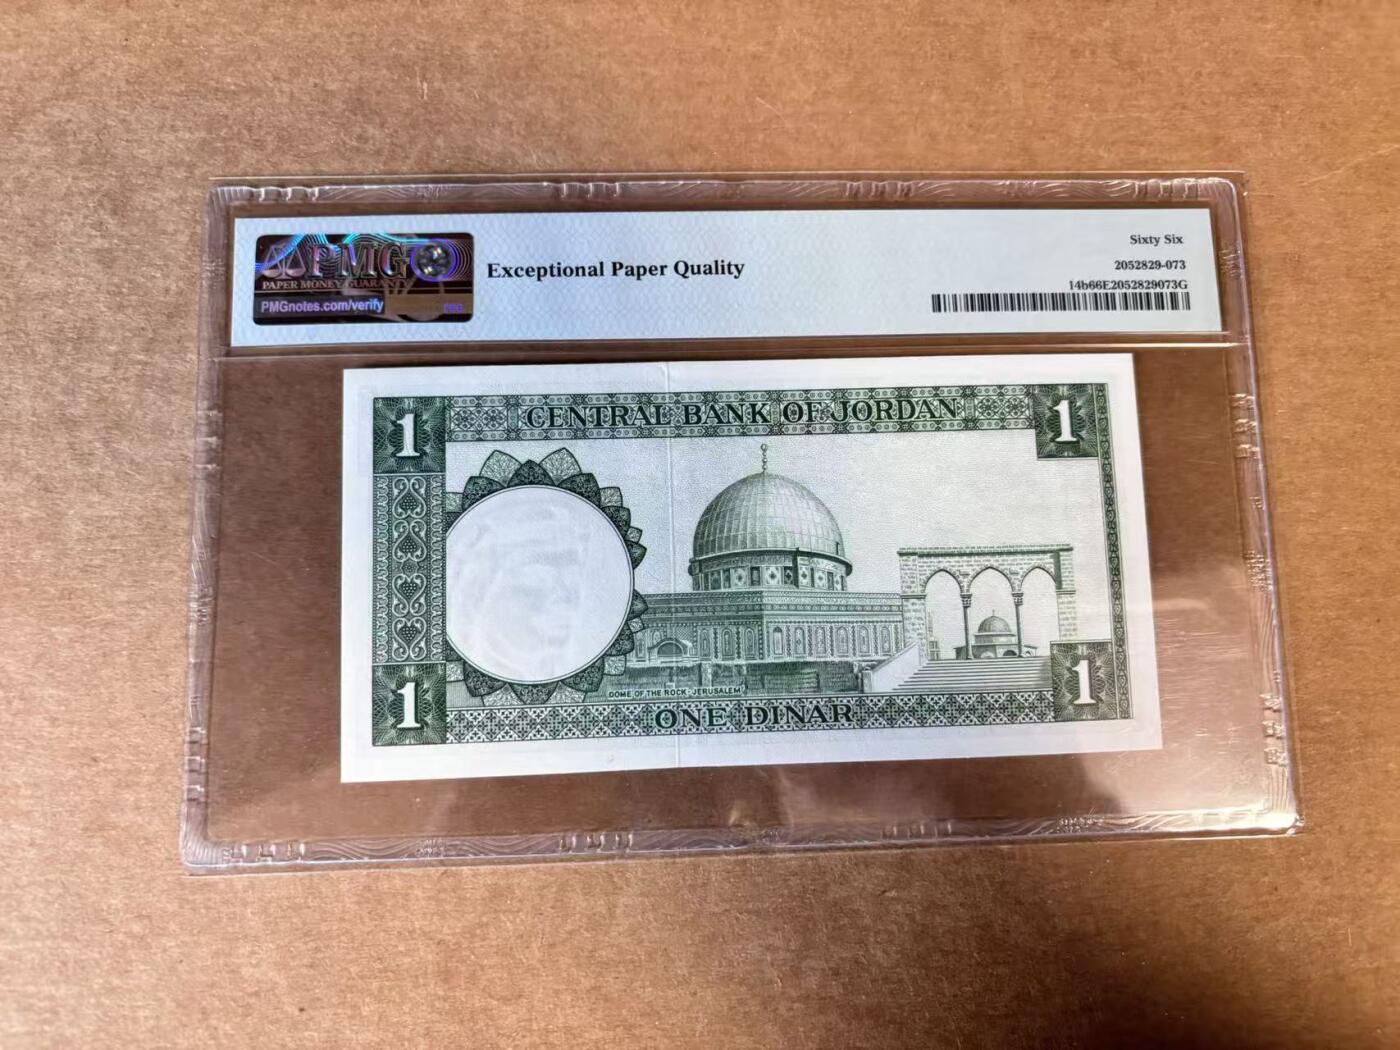 PMG
PAPER MONEY GUARANTY
PMGnotes.com/verify
Exceptional Paper Quality
Sixty Six
2052829-073
14b66E2052829073G
1
CENTRAL BANK OF JORDAN
1
DOME OF THE ROCK-JERUSALEM
1
ONE DINAR
1